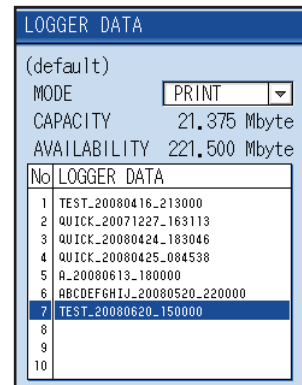 LOGGER DATA
(default)
MODE PRINT
CAPACITY 21.375 Mbyte
AVAILABILITY 221.500 Mbyte
No LOGGER DATA
1 TEST_20080416_213000
2 QUICK_20071227_163113
3 QUICK_20080424_183046
4 QUICK_20080425_084538
5 A_20080613_180000
6 ABCDEFGHIJ_20080520_220000
7 TEST_20080620_150000
8
9
10